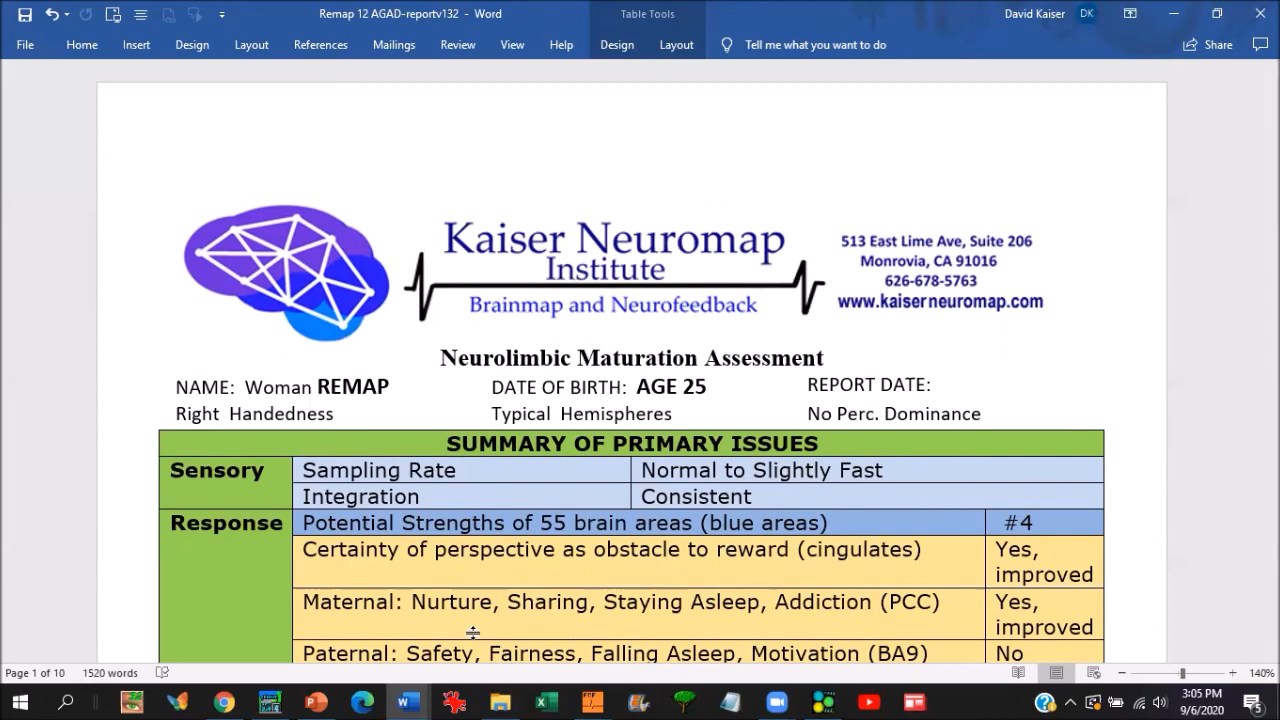 Remap 12 AGAD-reportv132 - Word
Table Tools
David Kaiser
DK
File
Home
Insert
Design
Layout
References
Mailings
Review
View
Help
Design
Layout
Tell me what you want to do
Share
Kaiser Neuromap
Institute
Brainmap and Neurofeedback
513 East Lime Ave, Suite 206
Monrovia, CA 91016
626-678-5763
www.kaiserneuromap.com
Neurolimbic Maturation Assessment
NAME: Woman REMAP
DATE OF BIRTH: AGE 25
REPORT DATE:
Right Handedness
Typical Hemispheres
No Perc. Dominance
SUMMARY OF PRIMARY ISSUES
Sensory
Sampling Rate
Normal to Slightly Fast
Integration
Consistent
Response
Potential Strengths of 55 brain areas (blue areas)
#4
Certainty of perspective as obstacle to reward (cingulates)
Yes,
improved
Maternal: Nurture, Sharing, Staying Asleep, Addiction (PCC)
Yes,
improved
Paternal: Safety, Fairness, Falling Asleep, Motivation (BA9)
No
Page 1 of 10
1520 words
140%
3:05 PM
9/6/2020
5